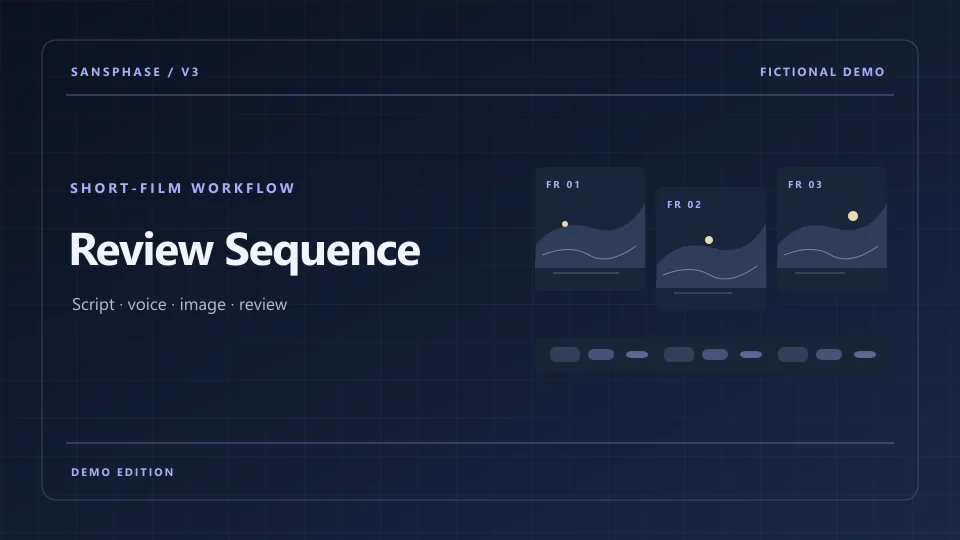 SANSPHASE / V3
FICTIONAL DEMO
SHORT-FILM WORKFLOW
Review Sequence
Script · voice · image · review
FR 01
FR 02
FR 03
DEMO EDITION